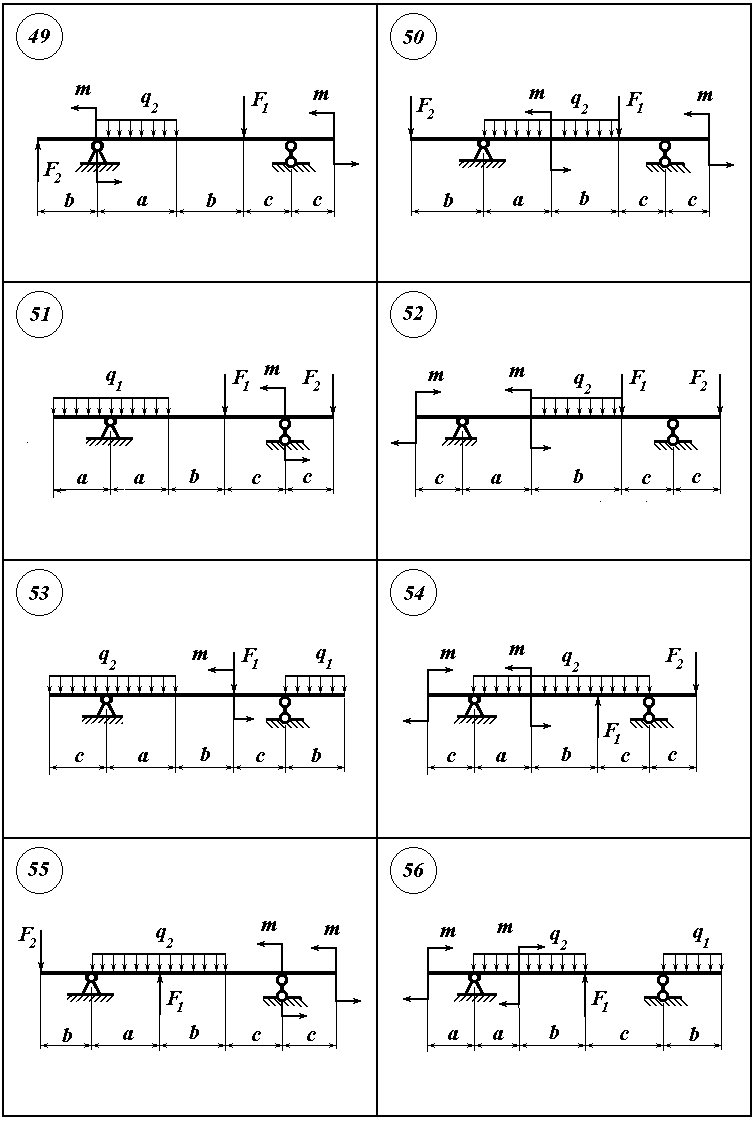 49
m q2 F1 m
F2
b a b c c
50
F2 m q2 F1 m
b a b c c
51
q1 F1 m F2
a a b c c
52
m m q2 F1 F2
c a b c c
53
q2 m F1 q1
c a b c b
54
m m q2 F2
F1
c a b c c
55
F2 q2 m m
F1
b a b c c
56
m m q2 q1
F1
a a b c b